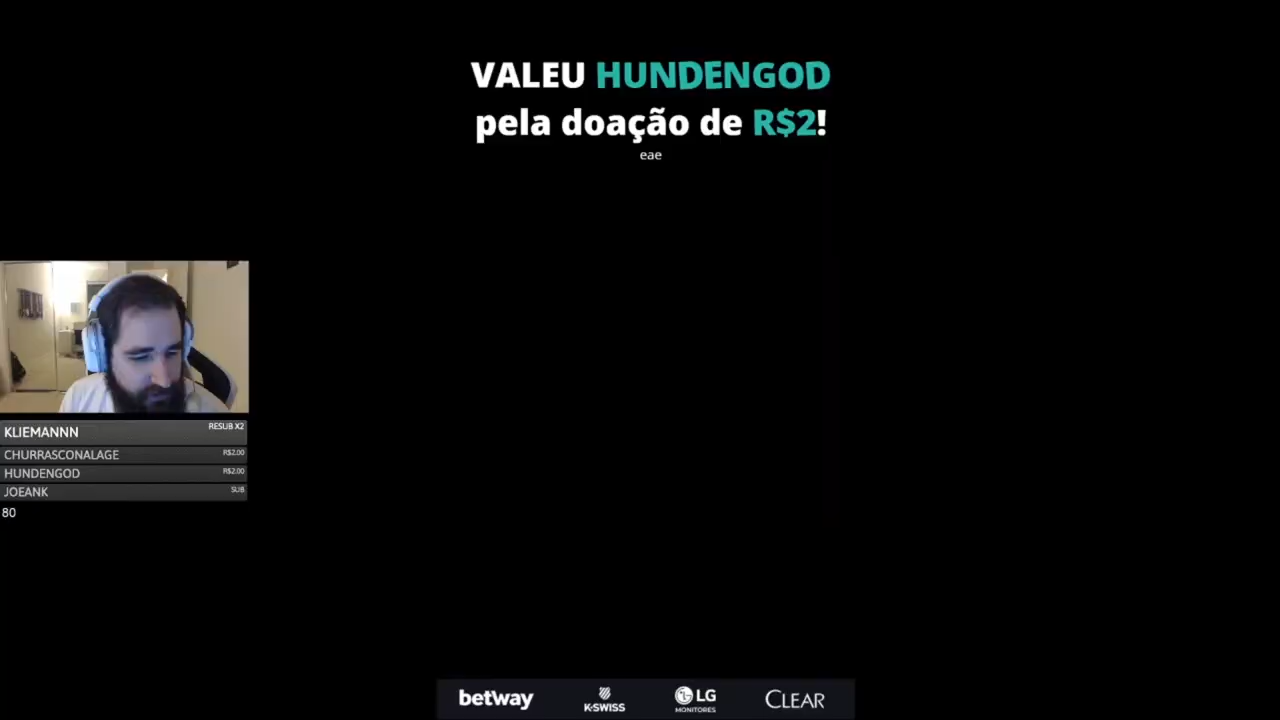 VALEU HUNDENGOD
pela doação de R$2!
eae
KLIEMANNN RESUB X2
CHURRASCONALAGE R$2.00
HUNDENGOD R$2.00
JOEANK SUB
80
betway K·SWISS LG MONITORES CLEAR